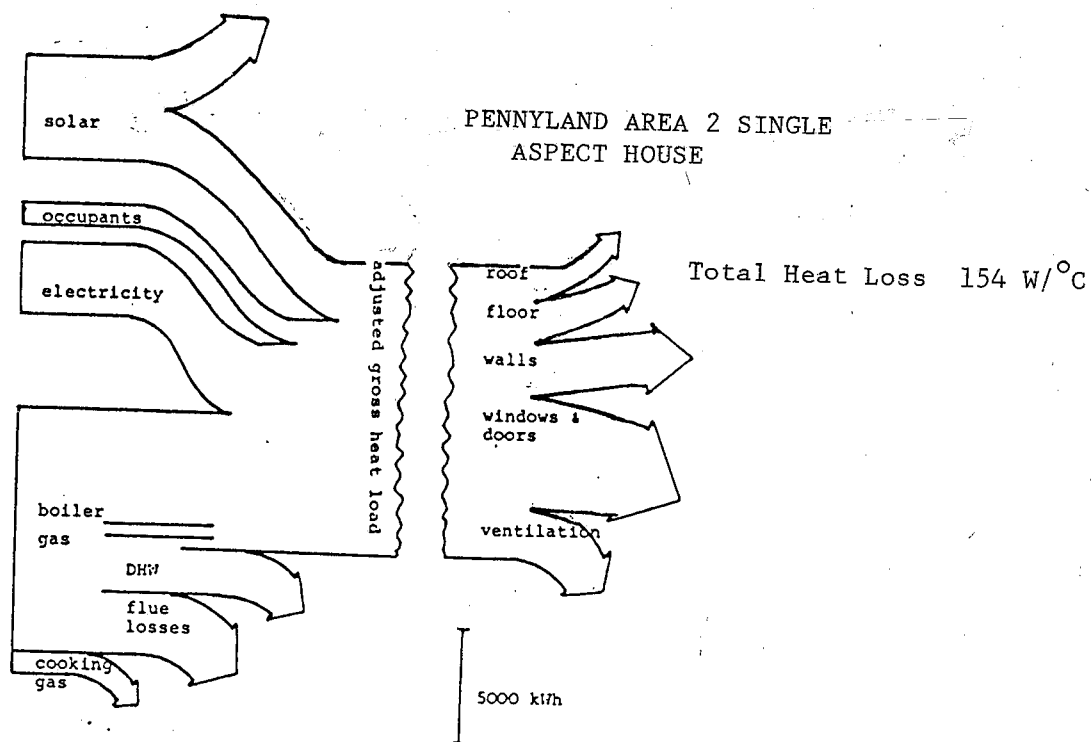 PENNYLAND AREA 2 SINGLE
ASPECT HOUSE
solar
occupants
electricity
boiler
gas
DHW
flue
losses
cooking
gas
adjusted gross heat load
roof
floor
walls
windows &
doors
ventilation
Total Heat Loss 154 W/°C
5000 kWh